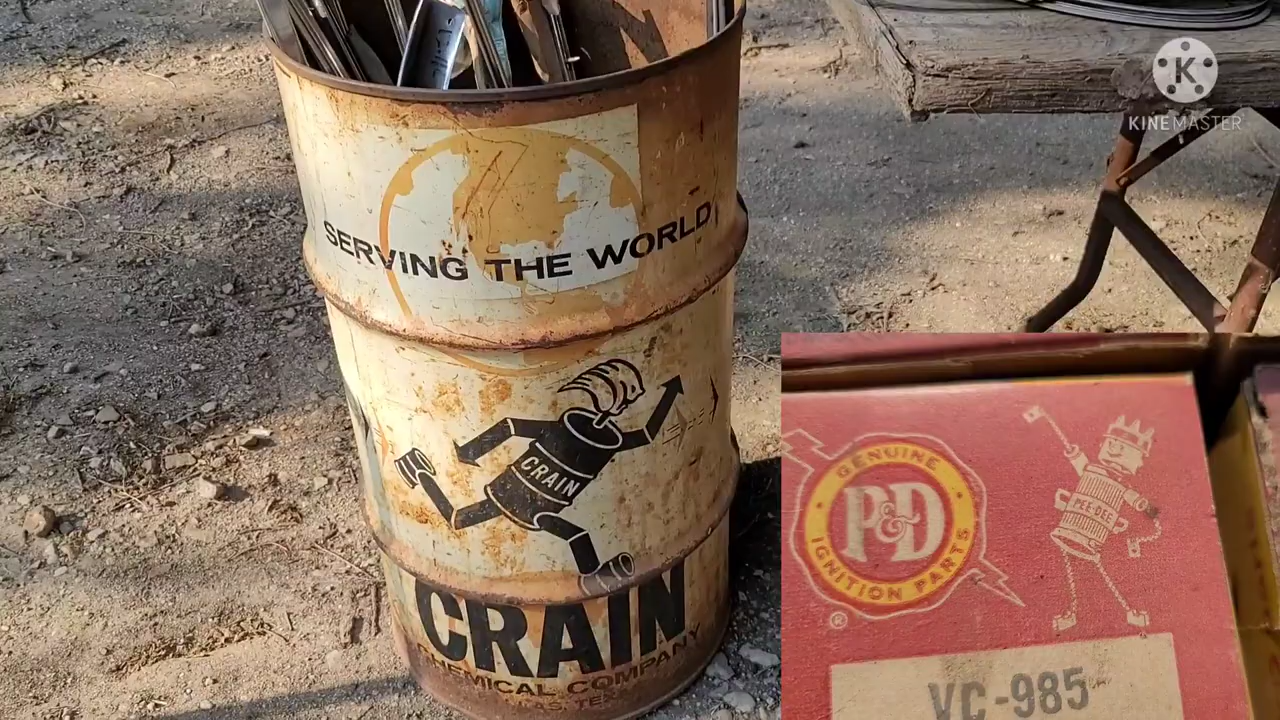 SERVING THE WORLD
CRAIN
CRAIN
CHEMICAL COMPANY
KINEMASTER
GENUINE
P&D
IGNITION PARTS
®
PEE-DEE
VC-985